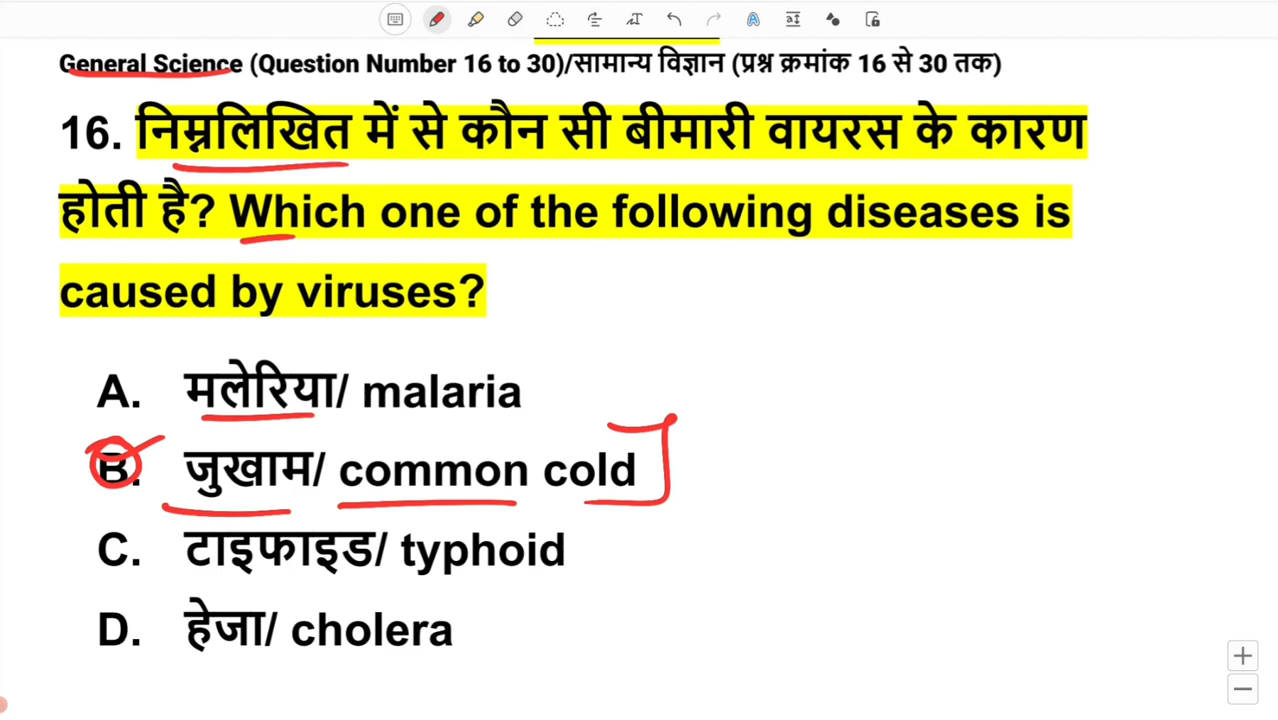 General Science (Question Number 16 to 30)/सामान्य विज्ञान (प्रश्न क्रमांक 16 से 30 तक)
16. निम्नलिखित में से कौन सी बीमारी वायरस के कारण
होती है? Which one of the following diseases is
caused by viruses?
A. मलेरिया/ malaria
B. जुखाम/ common cold
C. टाइफाइड/ typhoid
D. हेजा/ cholera